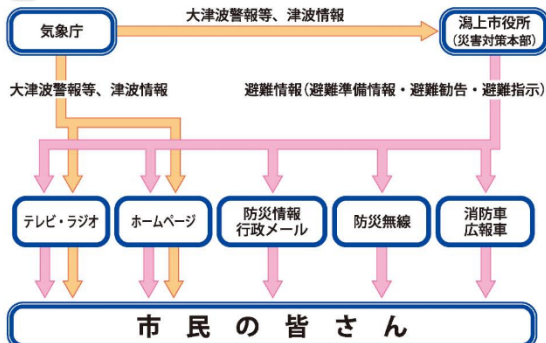 大津波警報等、津波情報
気象庁
潟上市役所
(災害対策本部)
大津波警報等、津波情報
避難情報(避難準備情報・避難勧告・避難指示)
テレビ・ラジオ
ホームページ
防災情報
行政メール
防災無線
消防車
広報車
市民の皆さん